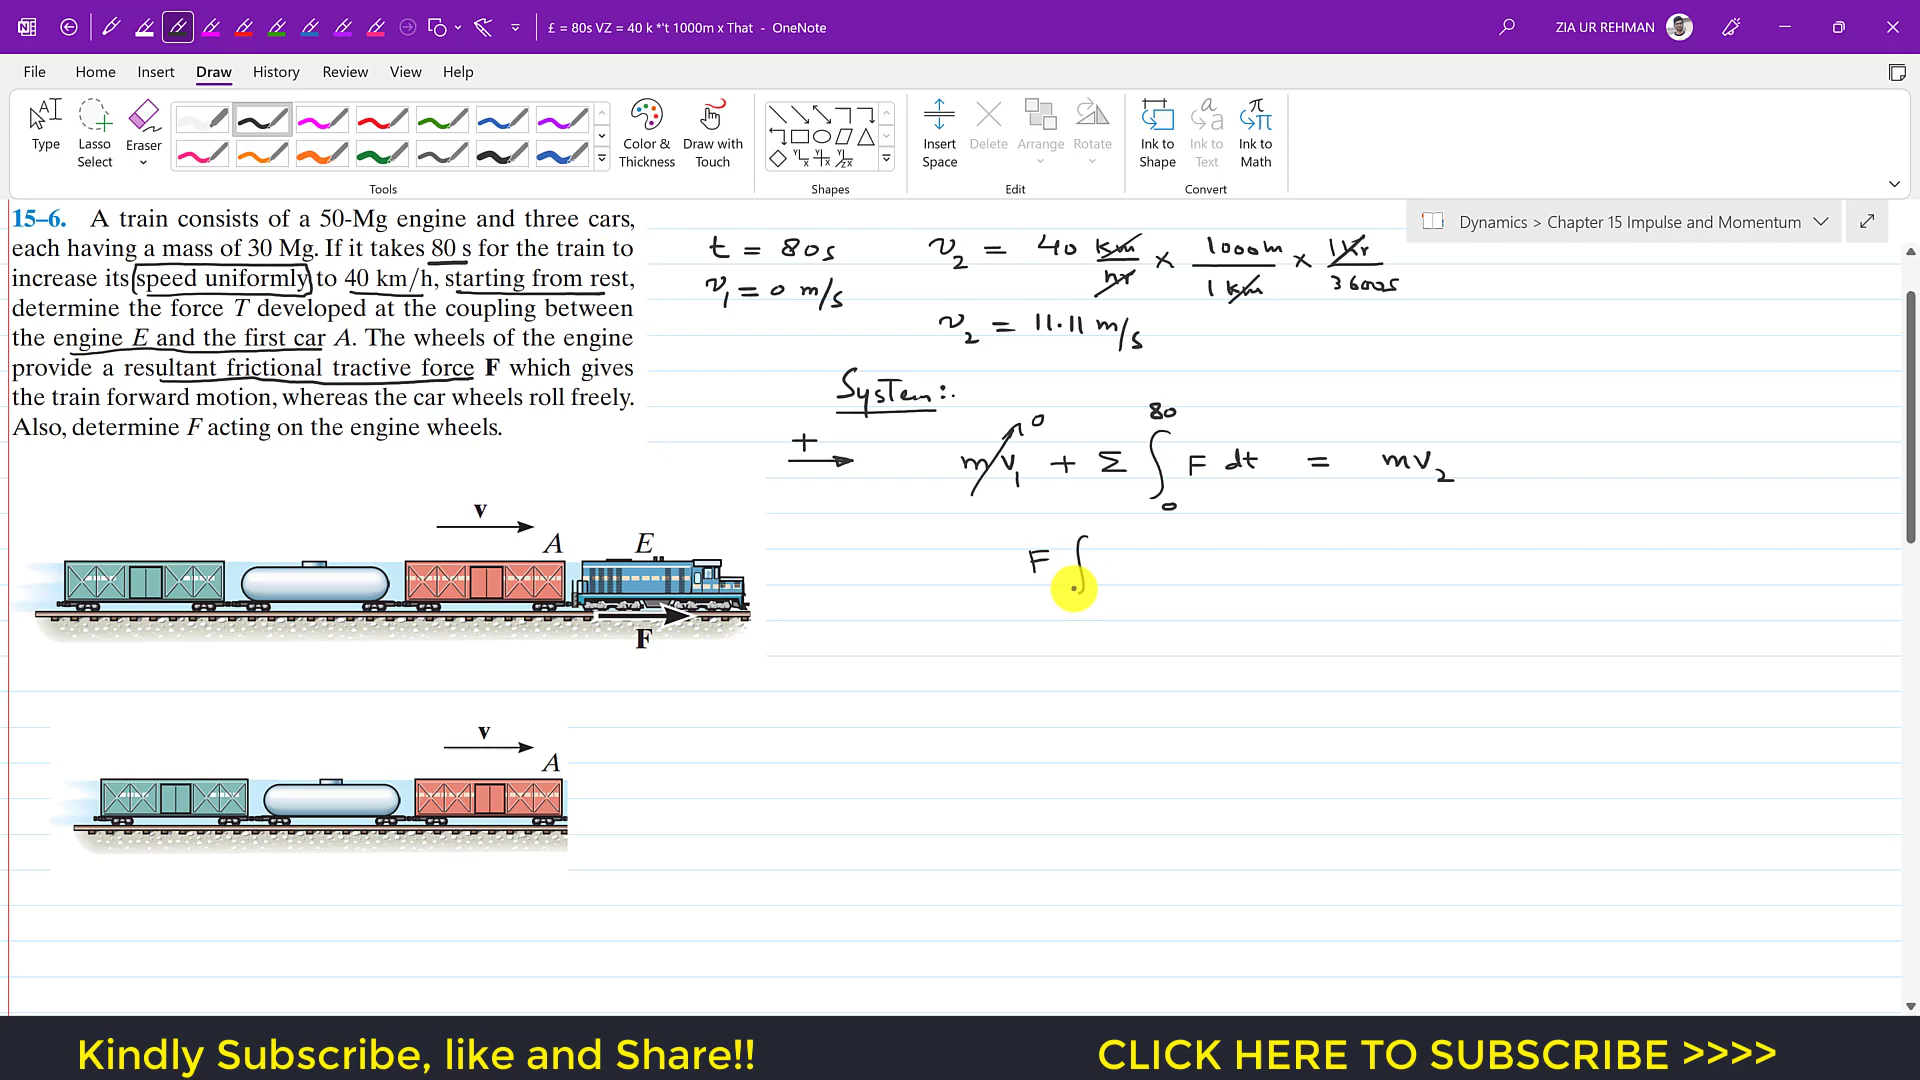 £ = 80s VZ = 40 k *'t 1000m x That - OneNote
ZIA UR REHMAN
File Home Insert Draw History Review View Help
Type
Lasso Select
Eraser
Color & Thickness
Draw with Touch
Insert Space
Delete
Arrange
Rotate
Ink to Shape
Ink to Text
Ink to Math
Tools
Shapes
Edit
Convert
Dynamics > Chapter 15 Impulse and Momentum
15–6. A train consists of a 50-Mg engine and three cars,
each having a mass of 30 Mg. If it takes 80 s for the train to
increase its speed uniformly to 40 km/h, starting from rest,
determine the force T developed at the coupling between
the engine E and the first car A. The wheels of the engine
provide a resultant frictional tractive force F which gives
the train forward motion, whereas the car wheels roll freely.
Also, determine F acting on the engine wheels.
t = 80s
v₁ = 0 m/s
v₂ = 40 km/hr × 1000m/1km × 1hr/3600s
v₂ = 11.11 m/s
System:.
+→ mv₁ 0 + Σ ∫₀⁸⁰ F dt = mv₂
F ∫
v
A
E
F
v
A
Kindly Subscribe, like and Share!!
CLICK HERE TO SUBSCRIBE >>>>